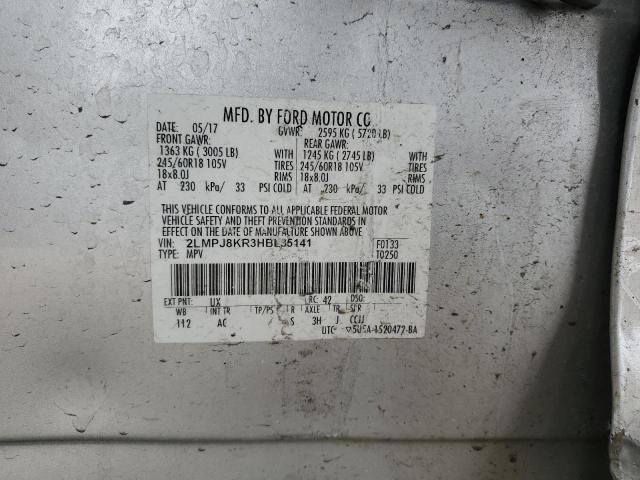 MFD. BY FORD MOTOR CO
DATE: 05/17 GVWR: 2595 KG ( 5720 LB)
FRONT GAWR: REAR GAWR:
1363 KG ( 3005 LB) WITH 1245 KG ( 2745 LB) WITH
245/60R18 105V TIRES 245/60R18 105V TIRES
18x8.0J RIMS 18x8.0J RIMS
AT 230 kPa/ 33 PSI COLD AT 230 kPa/ 33 PSI COLD
THIS VEHICLE CONFORMS TO ALL APPLICABLE FEDERAL MOTOR
VEHICLE SAFETY AND THEFT PREVENTION STANDARDS IN
EFFECT ON THE DATE OF MANUFACTURE SHOWN ABOVE.
VIN: 2LMPJ8KR3HBL35141 F0133
TYPE: MPV T0250
EXT PNT: UX RC: 42 DSO:
WB INT TR TP/PS R AXLE TR SPR
112 AC S 3H J CCJJ
UTC